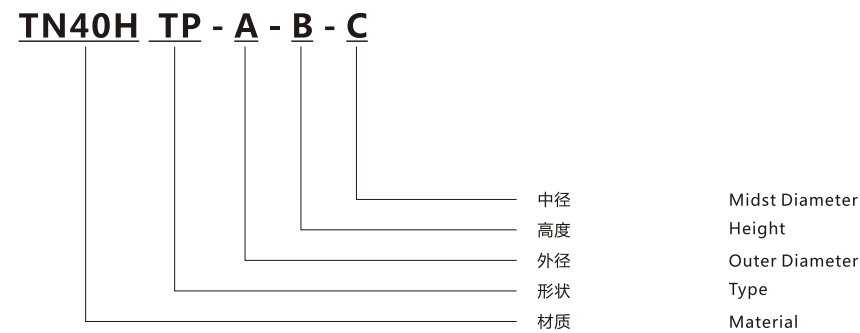 TN40H TP - A - B - C
中径 Midst Diameter
高度 Height
外径 Outer Diameter
形状 Type
材质 Material